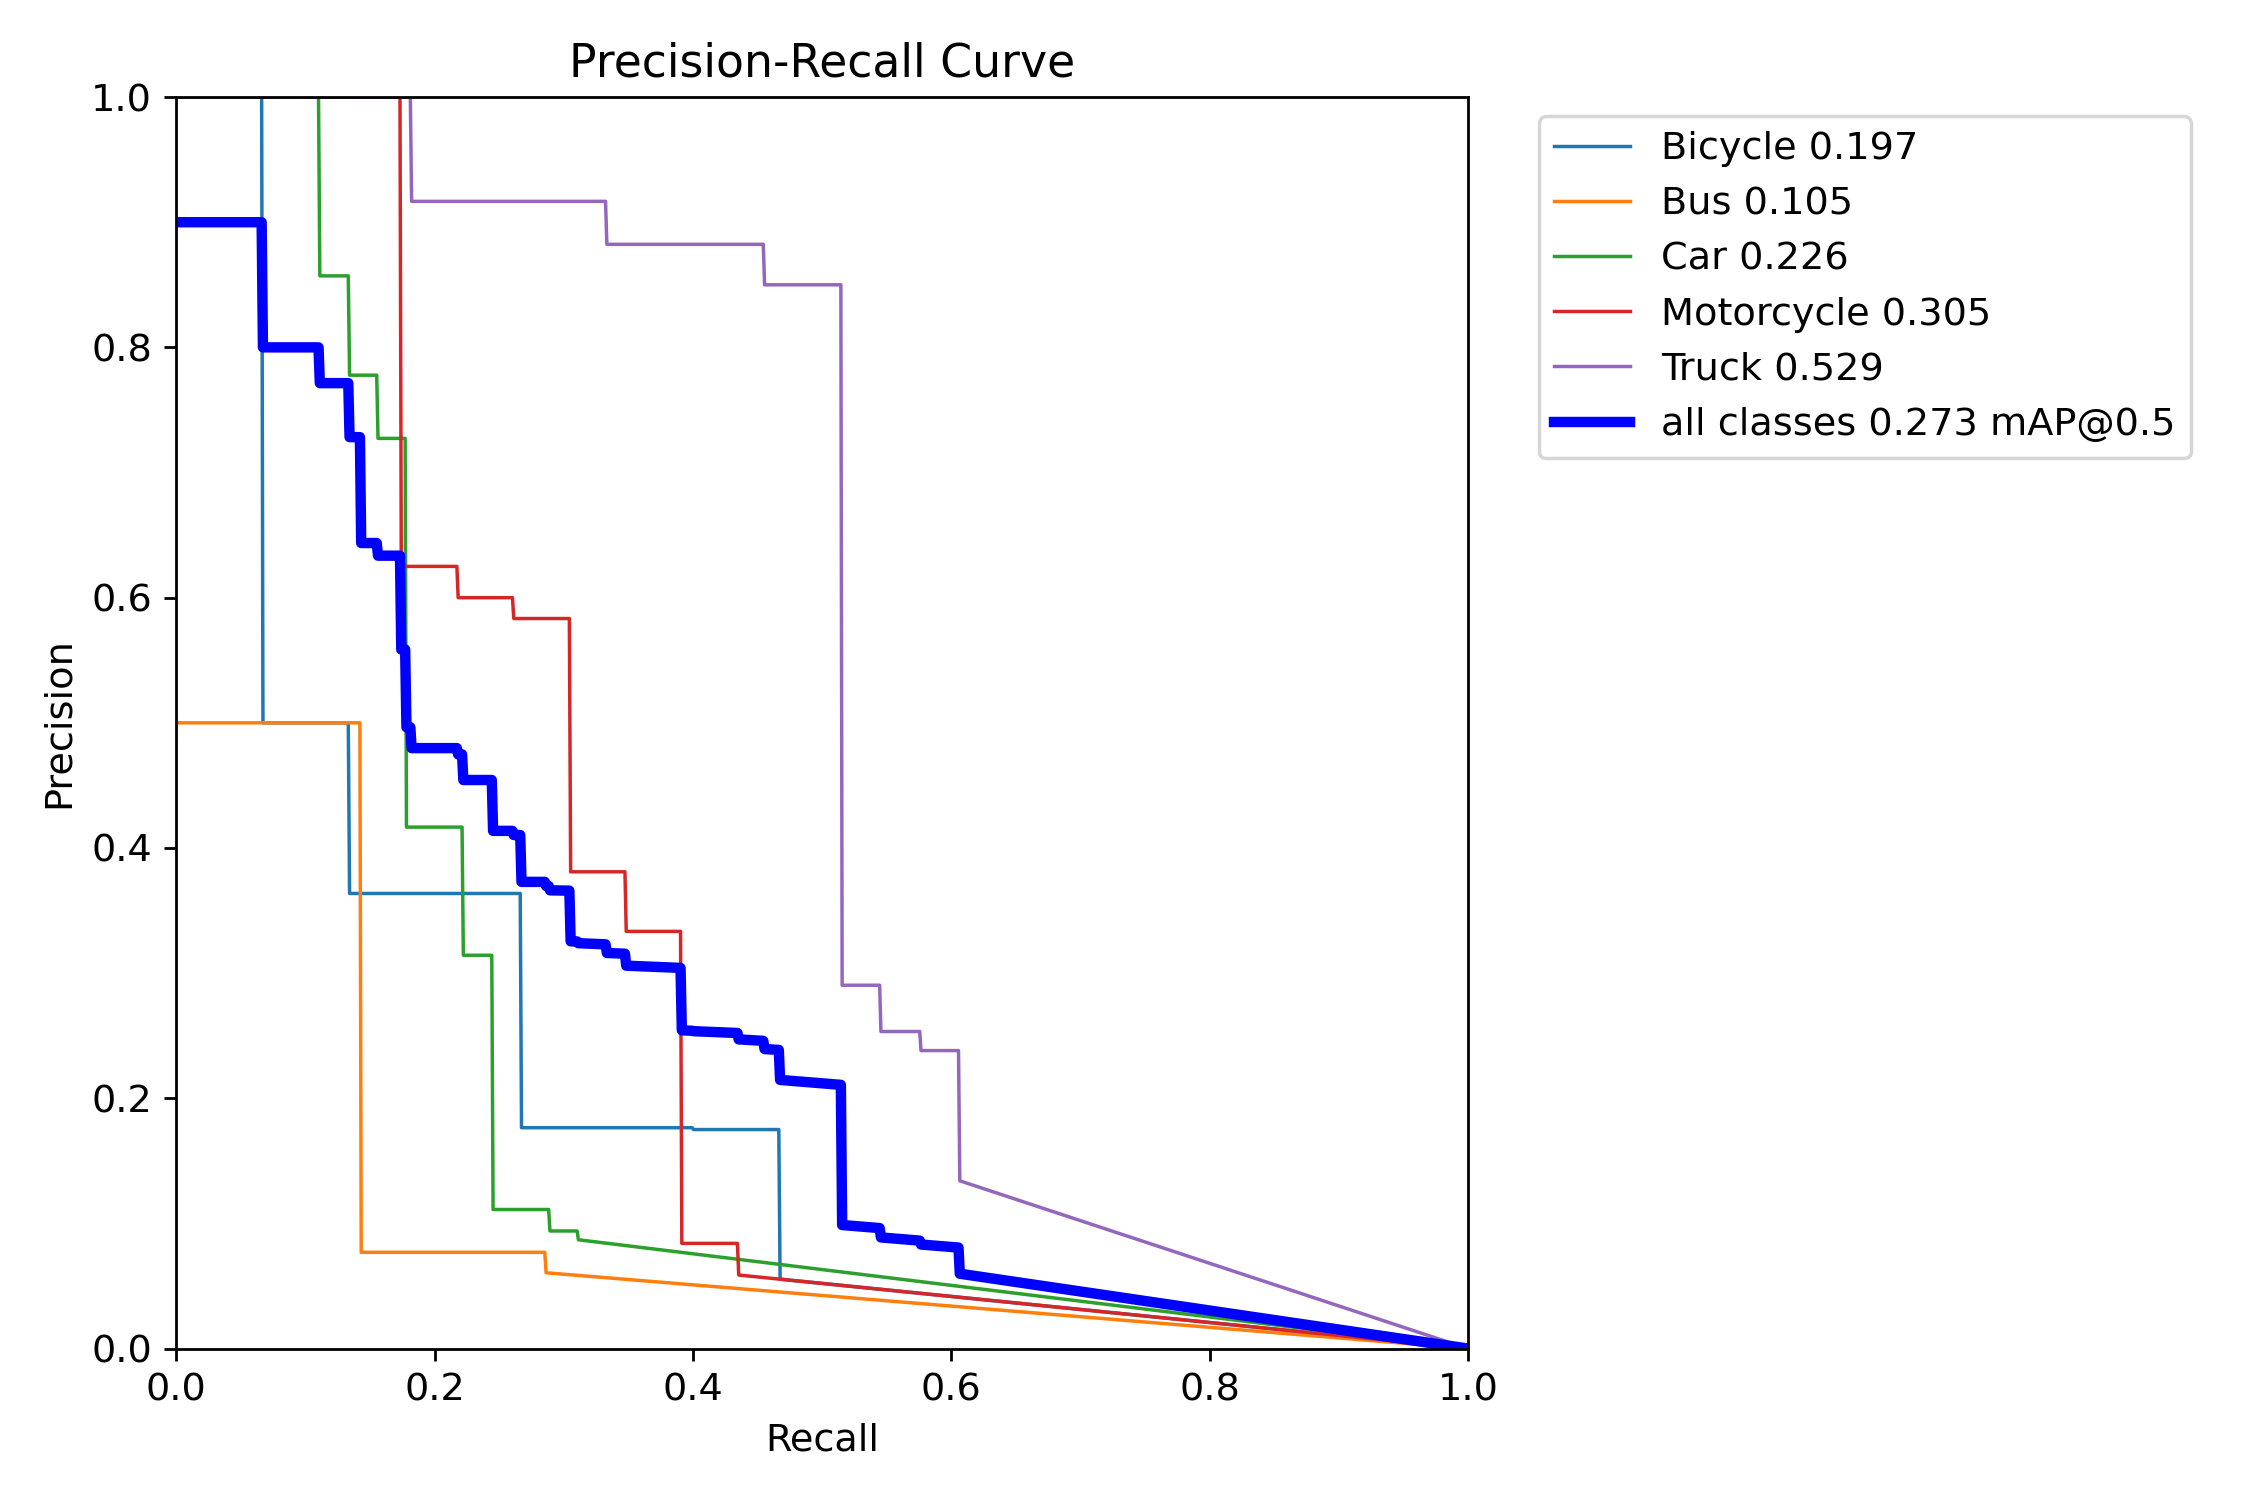 Precision-Recall Curve
1.0
0.8
0.6
0.4
0.2
0.0
Precision
0.0 0.2 0.4 0.6 0.8 1.0
Recall
Bicycle 0.197
Bus 0.105
Car 0.226
Motorcycle 0.305
Truck 0.529
all classes 0.273 mAP@0.5